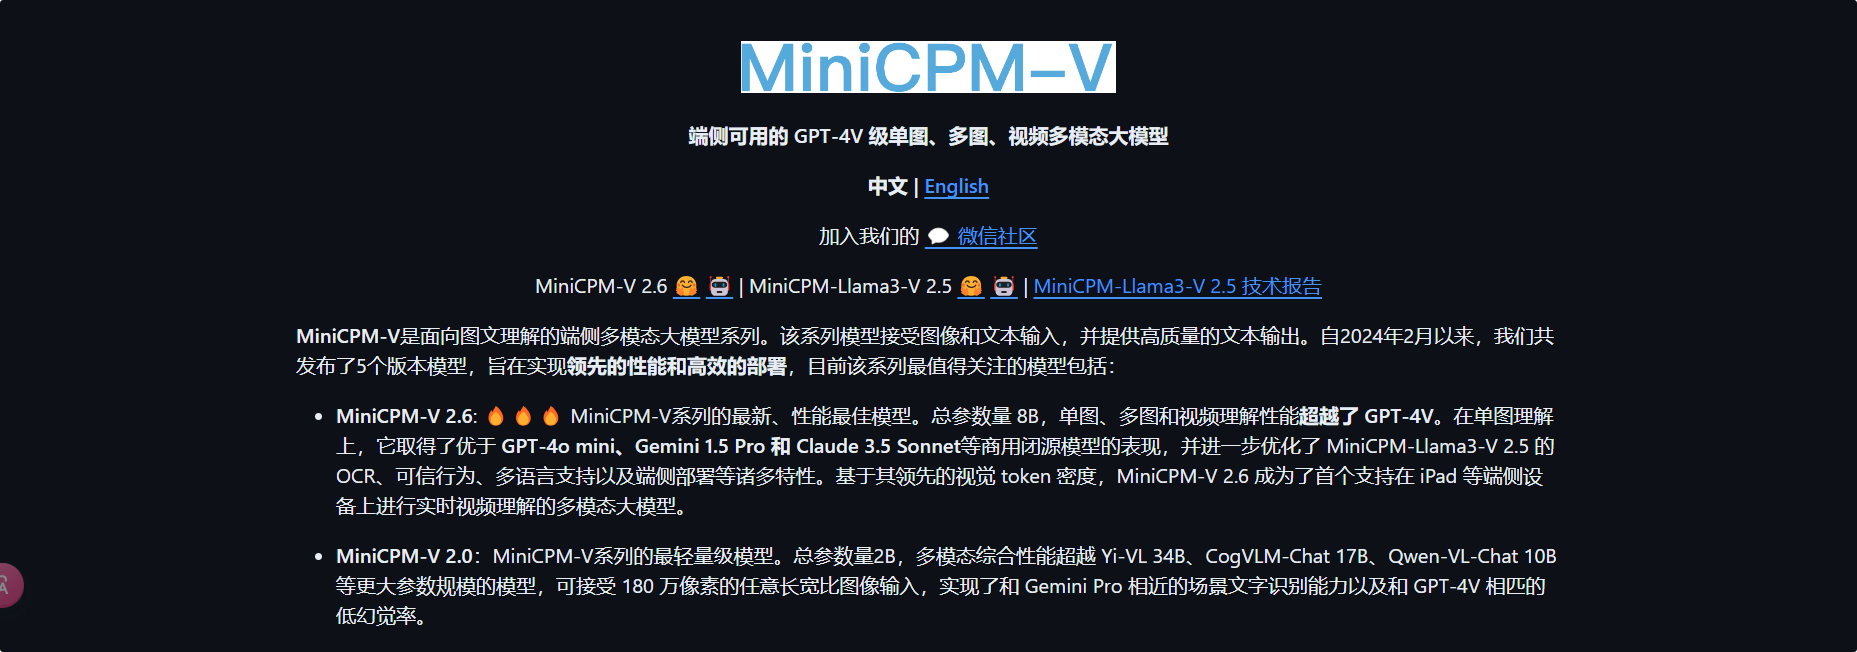 MiniCPM-V
端侧可用的 GPT-4V 级单图、多图、视频多模态大模型
中文 | English
加入我们的 💬 微信社区
MiniCPM-V 2.6 🤗 🤖 | MiniCPM-Llama3-V 2.5 🤗 🤖 | MiniCPM-Llama3-V 2.5 技术报告
MiniCPM-V是面向图文理解的端侧多模态大模型系列。该系列模型接受图像和文本输入，并提供高质量的文本输出。自2024年2月以来，我们共
发布了5个版本模型，旨在实现领先的性能和高效的部署，目前该系列最值得关注的模型包括：
• MiniCPM-V 2.6: 🔥 🔥 🔥 MiniCPM-V系列的最新、性能最佳模型。总参数量 8B，单图、多图和视频理解性能超越了 GPT-4V。在单图理解
上，它取得了优于 GPT-4o mini、Gemini 1.5 Pro 和 Claude 3.5 Sonnet等商用闭源模型的表现，并进一步优化了 MiniCPM-Llama3-V 2.5 的
OCR、可信行为、多语言支持以及端侧部署等诸多特性。基于其领先的视觉 token 密度，MiniCPM-V 2.6 成为了首个支持在 iPad 等端侧设
备上进行实时视频理解的多模态大模型。
• MiniCPM-V 2.0：MiniCPM-V系列的最轻量级模型。总参数量2B，多模态综合性能超越 Yi-VL 34B、CogVLM-Chat 17B、Qwen-VL-Chat 10B
等更大参数规模的模型，可接受 180 万像素的任意长宽比图像输入，实现了和 Gemini Pro 相近的场景文字识别能力以及和 GPT-4V 相匹的
低幻觉率。